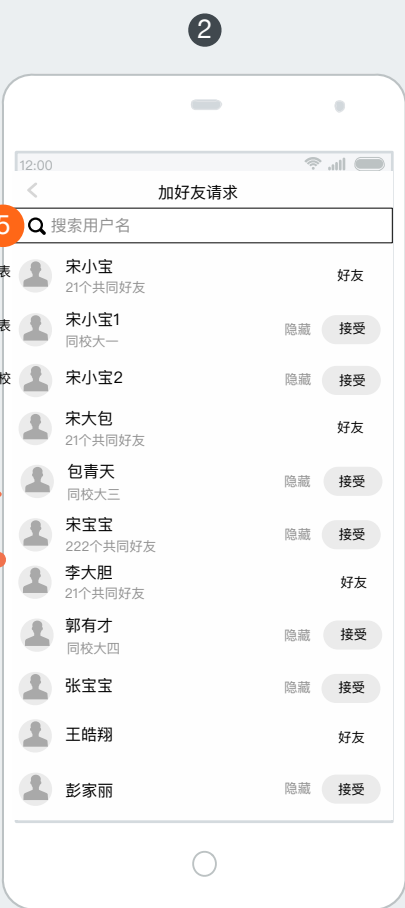 2
12:00
加好友请求
5
搜索用户名
宋小宝
表
好友
21个共同好友
宋小宝1
表
隐藏
接受
同校大一
宋小宝2
校
隐藏
接受
宋大包
好友
21个共同好友
包青天
隐藏
接受
同校大三
宋宝宝
隐藏
接受
222个共同好友
李大胆
好友
21个共同好友
郭有才
隐藏
接受
同校大四
张宝宝
隐藏
接受
王皓翔
好友
彭家丽
隐藏
接受